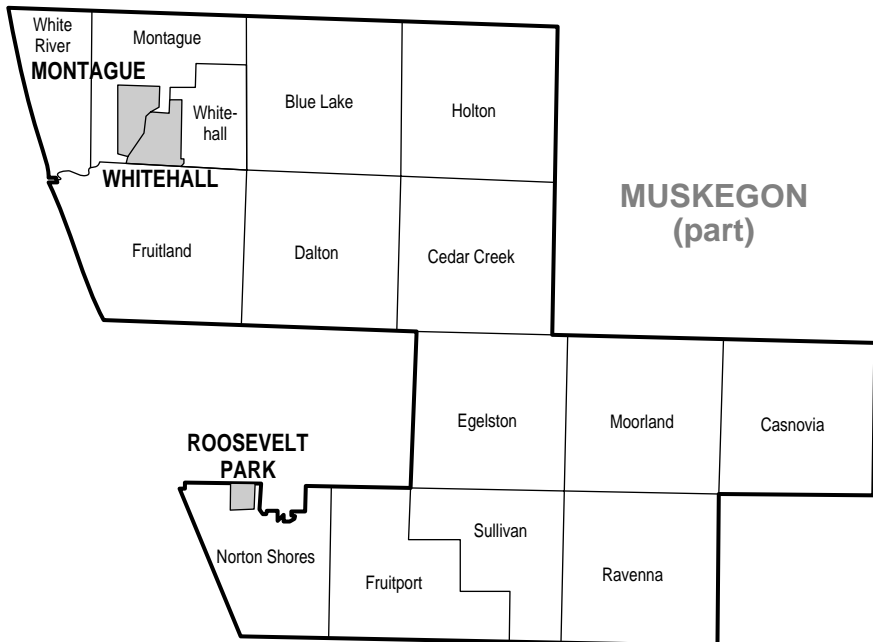 White
River
Montague
MONTAGUE
White-
hall
Blue Lake
Holton
WHITEHALL
MUSKEGON
(part)
Fruitland
Dalton
Cedar Creek
Egelston
Moorland
Casnovia
ROOSEVELT
PARK
Norton Shores
Fruitport
Sullivan
Ravenna